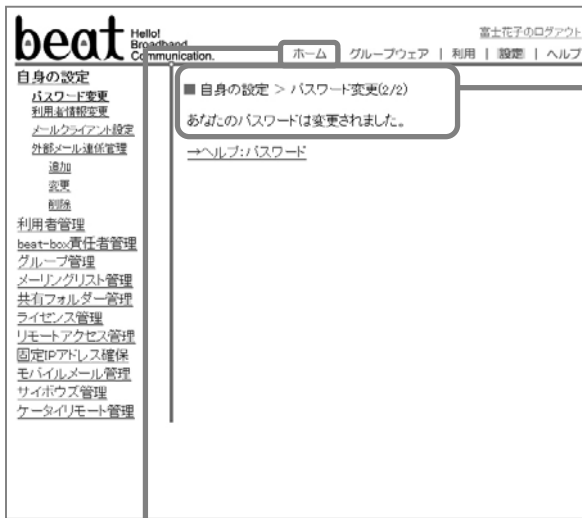 beat Hello!
Broadband
Communication.
富士花子のログアウト
ホーム グループウェア | 利用 | 設定 | ヘルプ
自身の設定
パスワード変更
利用者情報変更
メールクライアント設定
外部メール連係管理
追加
変更
削除
利用者管理
beat-box責任者管理
グループ管理
メーリングリスト管理
共有フォルダー管理
ライセンス管理
リモートアクセス管理
固定IPアドレス確保
モバイルメール管理
サイボウズ管理
ケータイリモート管理
■ 自身の設定 > パスワード変更(2/2)
あなたのパスワードは変更されました。
→ヘルプ:パスワード